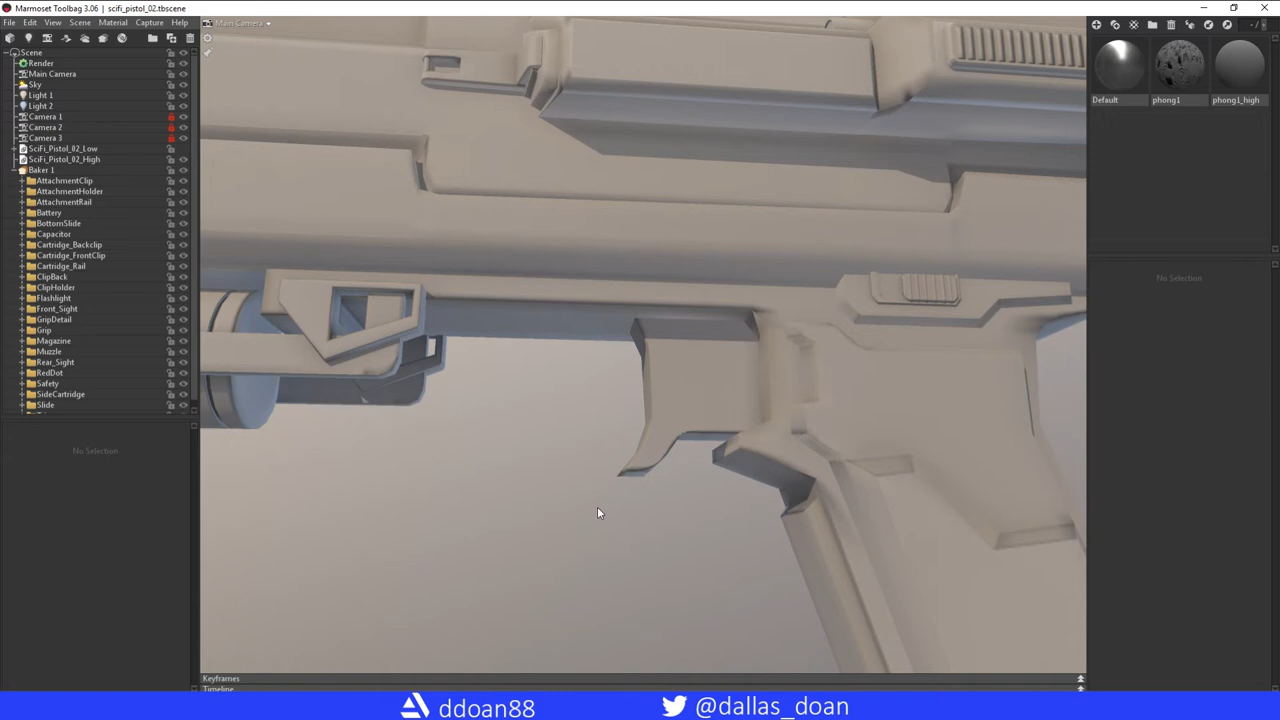 Marmoset Toolbag 3.06 | scifi_pistol_02.tbscene
File Edit View Scene Material Capture Help
Main Camera
Scene
Render
Main Camera
Sky
Light 1
Light 2
Camera 1
Camera 2
Camera 3
SciFi_Pistol_02_Low
SciFi_Pistol_02_High
Baker 1
AttachmentClip
AttachmentHolder
AttachmentRail
Battery
BottomSlide
Capacitor
Cartridge_Backclip
Cartridge_FrontClip
Cartridge_Rail
ClipBack
ClipHolder
Flashlight
Front_Sight
GripDetail
Grip
Magazine
Muzzle
Rear_Sight
RedDot
Safety
SideCartridge
Slide
No Selection
Default phong1 phong1_high
No Selection
Keyframes
Timeline
ddoan88 @dallas_doan